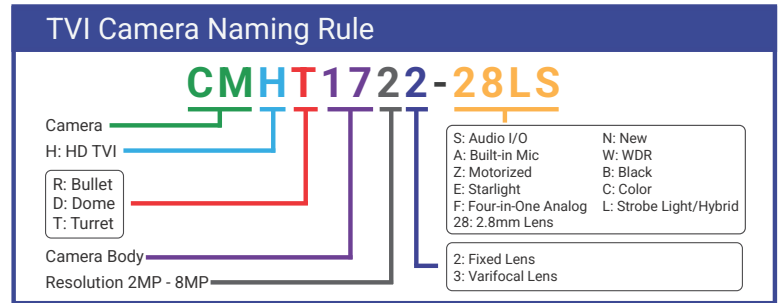 TVI Camera Naming Rule
CMHT1722-28LS
Camera
H: HD TVI
R: Bullet
D: Dome
T: Turret
Camera Body
Resolution 2MP - 8MP
S: Audio I/O
A: Built-in Mic
Z: Motorized
E: Starlight
F: Four-in-One Analog
28: 2.8mm Lens
N: New
W: WDR
B: Black
C: Color
L: Strobe Light/Hybrid
2: Fixed Lens
3: Varifocal Lens